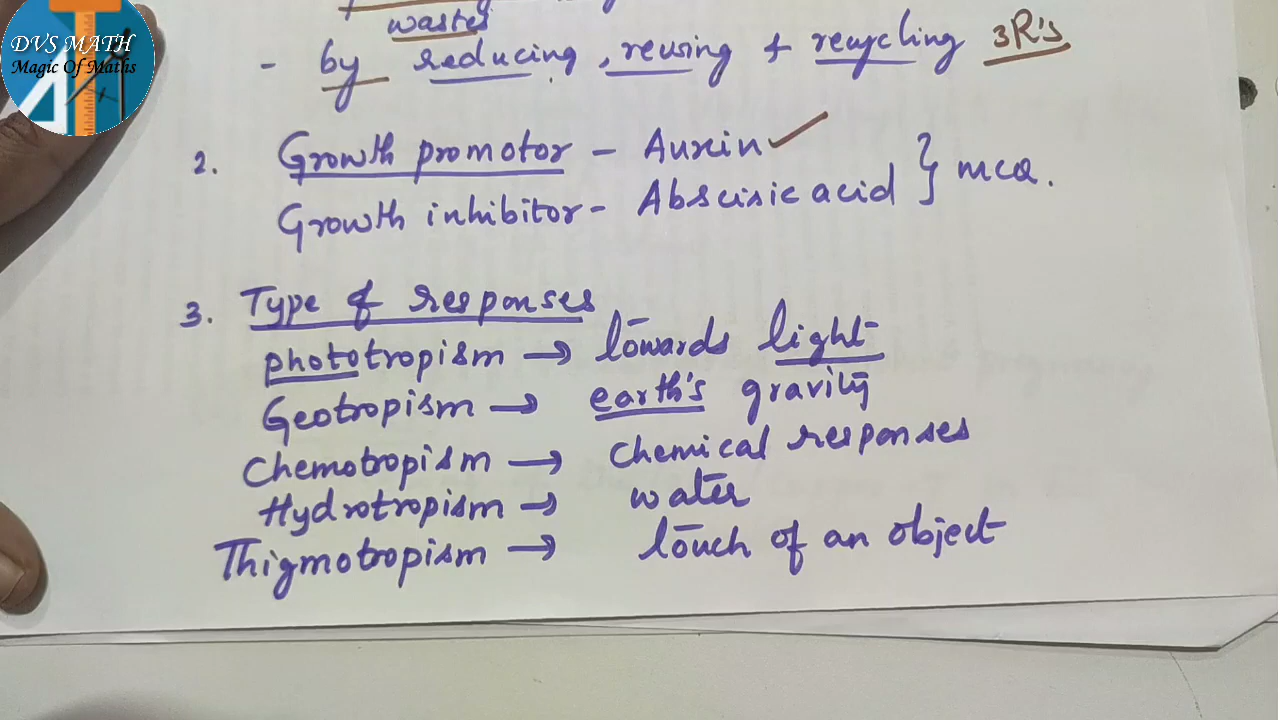 DVS MATH
Magic Of Maths
wastes
- by reducing, reusing + recycling 3R's
2. Growth promotor - Auxin ✓
Growth inhibitor - Abscisic acid } mcq.
3. Type of responses
phototropism → towards light
Geotropism → earth's gravity
Chemotropism → chemical responses
Hydrotropism → water
Thigmotropism → touch of an object